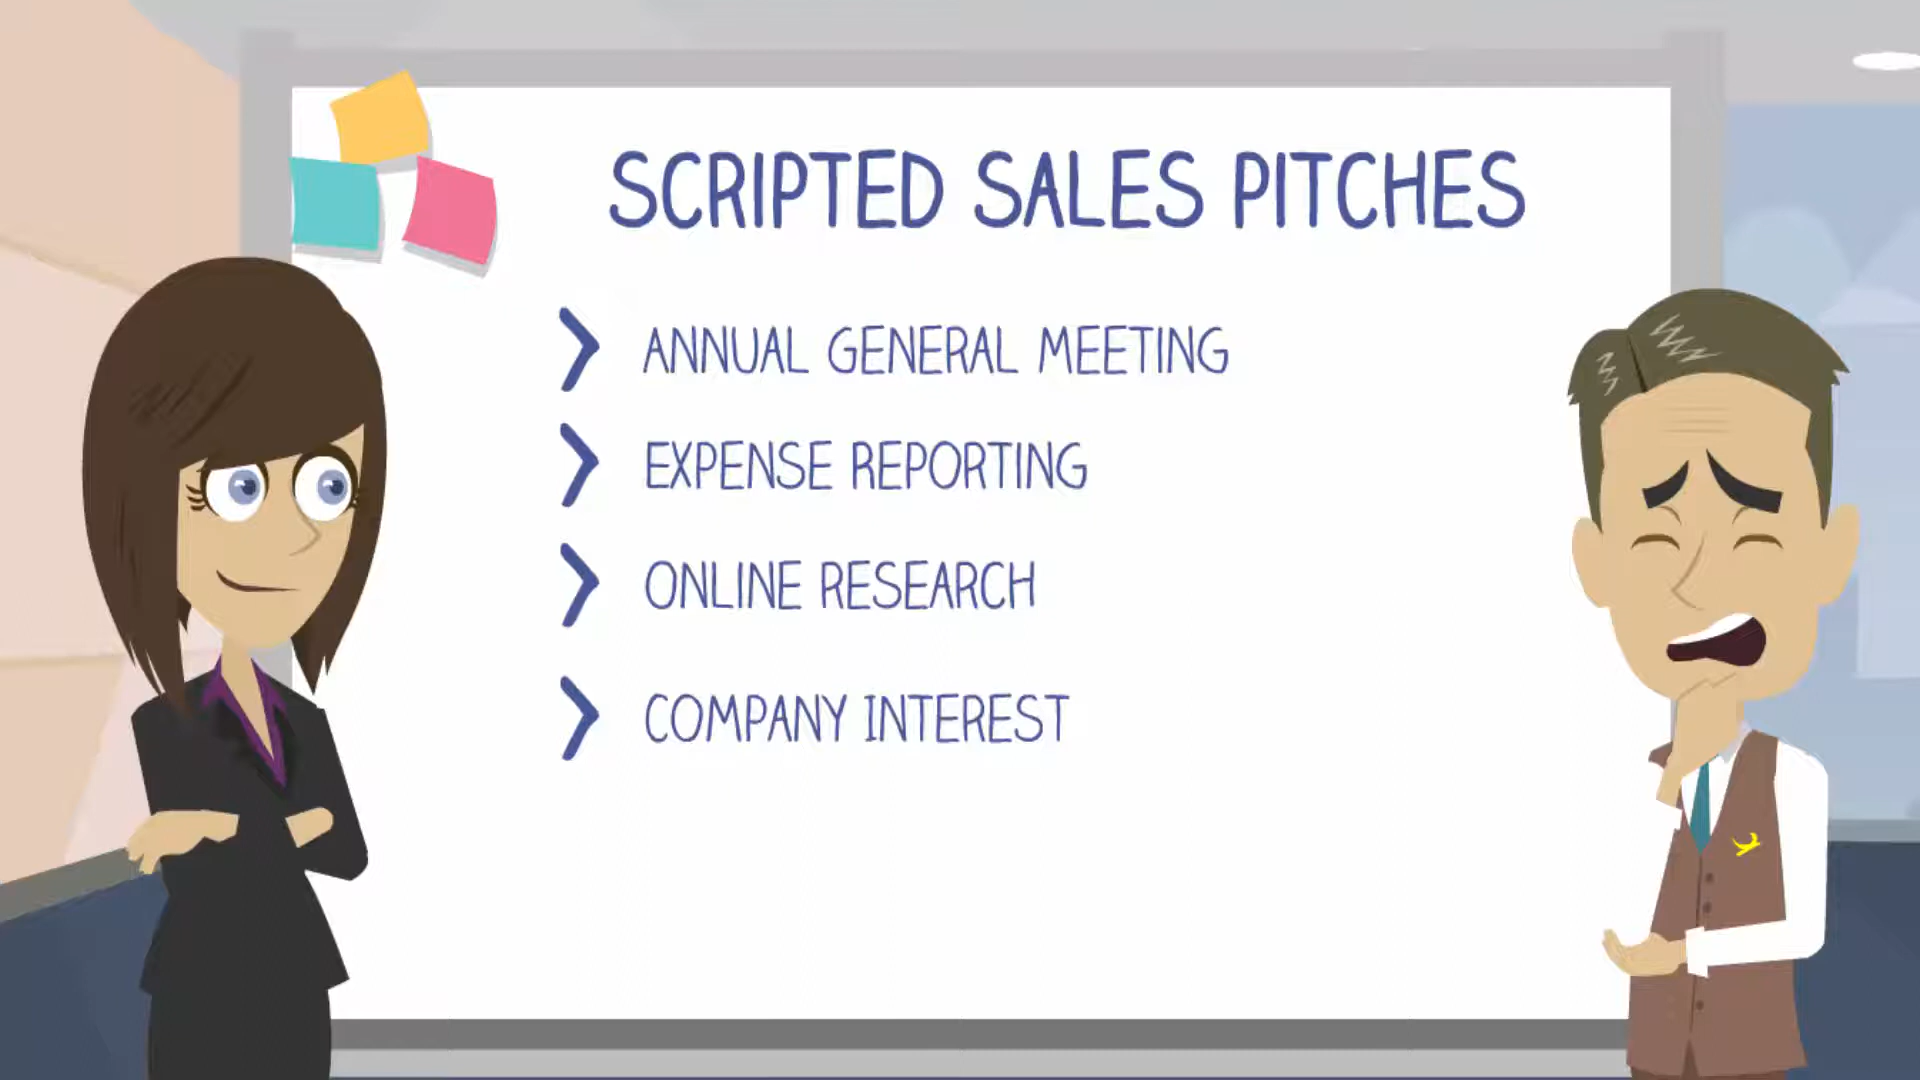 SCRIPTED SALES PITCHES
ANNUAL GENERAL MEETING
EXPENSE REPORTING
ONLINE RESEARCH
COMPANY INTEREST